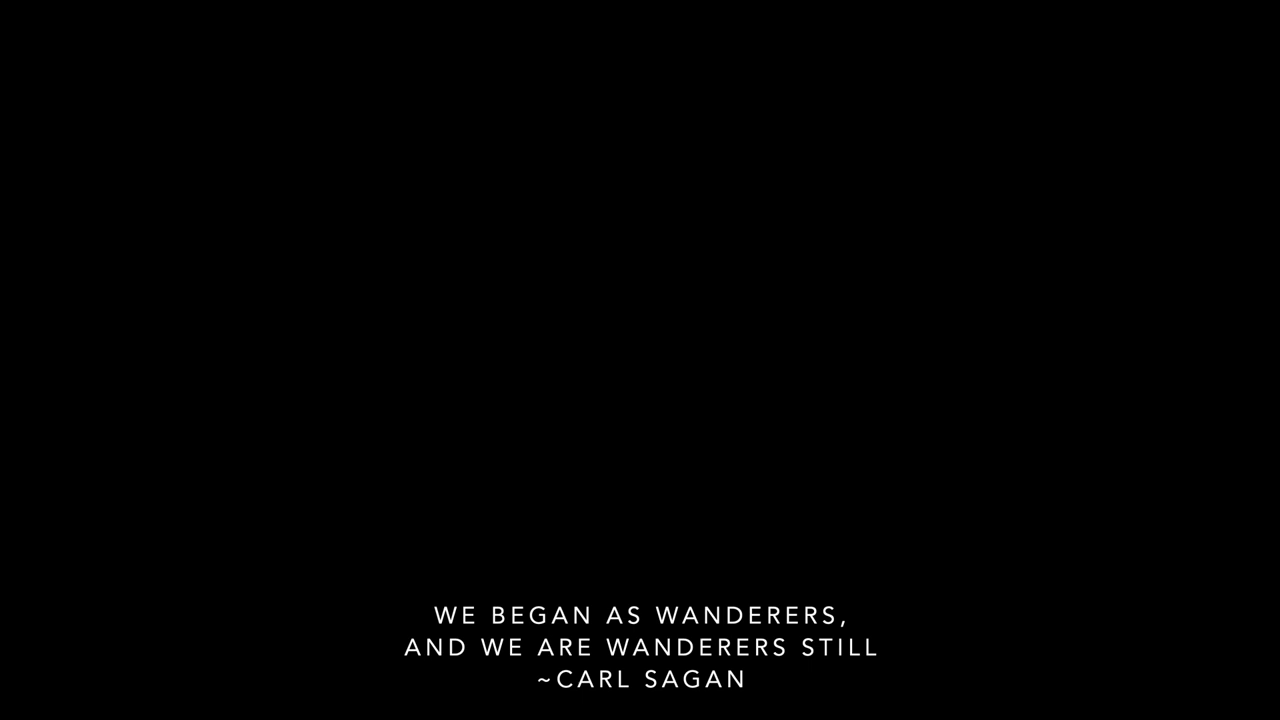 WE BEGAN AS WANDERERS,
AND WE ARE WANDERERS STILL
~CARL SAGAN